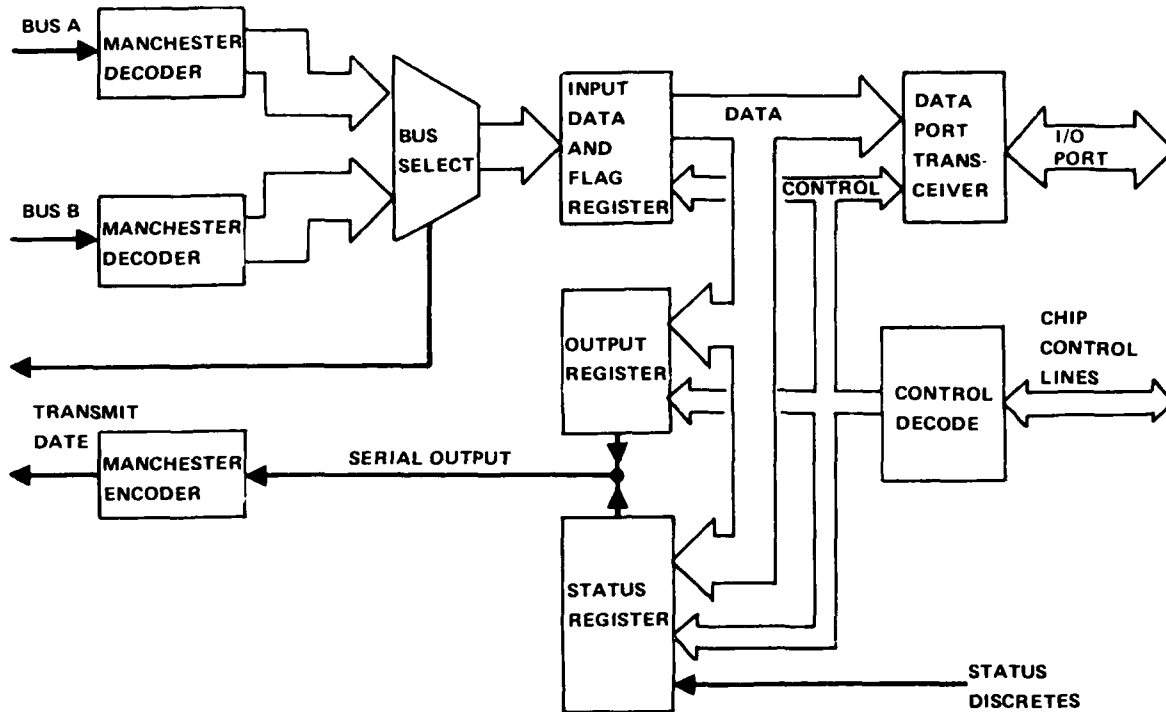 BUS A
MANCHESTER
DECODER
BUS B
MANCHESTER
DECODER
BUS
SELECT
INPUT
DATA
AND
FLAG
REGISTER
DATA
CONTROL
DATA
PORT
TRANS-
CEIVER
I/O
PORT
OUTPUT
REGISTER
CONTROL
DECODE
CHIP
CONTROL
LINES
TRANSMIT
DATE
MANCHESTER
ENCODER
SERIAL OUTPUT
STATUS
REGISTER
STATUS
DISCRETES